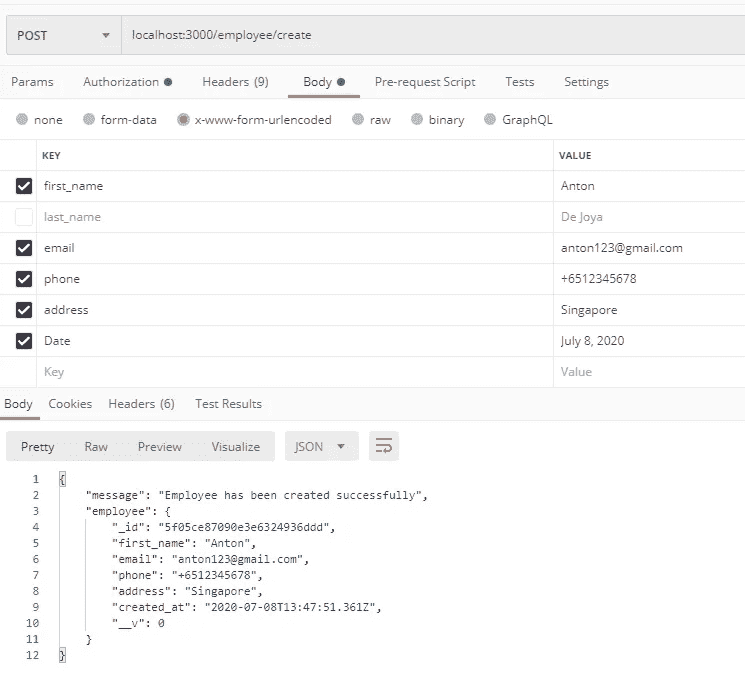 POST localhost:3000/employee/create
Params Authorization Headers (9) Body Pre-request Script Tests Settings
none form-data x-www-form-urlencoded raw binary GraphQL
KEY VALUE
first_name Anton
last_name De Joya
email anton123@gmail.com
phone +6512345678
address Singapore
Date July 8, 2020
Key Value
Body Cookies Headers (6) Test Results
Pretty Raw Preview Visualize JSON
1 {
2 "message": "Employee has been created successfully",
3 "employee": {
4 "_id": "5f05ce87090e3e6324936ddd",
5 "first_name": "Anton",
6 "email": "anton123@gmail.com",
7 "phone": "+6512345678",
8 "address": "Singapore",
9 "created_at": "2020-07-08T13:47:51.361Z",
10 "__v": 0
11 }
12 }